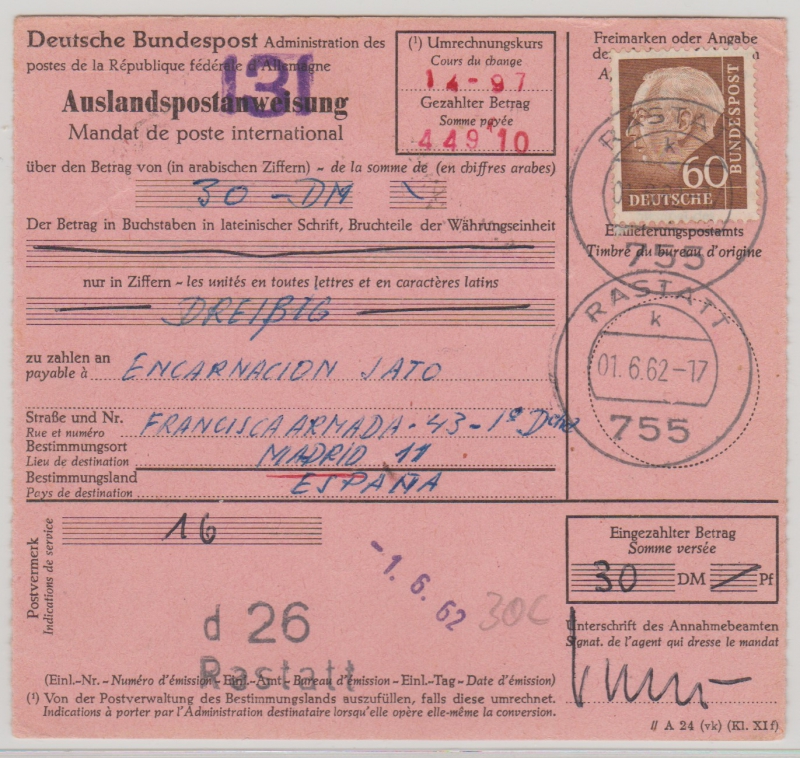 Deutsche Bundespost Administration des
postes de la République fédérale d'Allemagne
131
Auslandspostanweisung
Mandat de poste international
(¹) Umrechnungskurs
Cours du change
Gezahlter Betrag
Somme payée
449 10
Freimarken oder Angabe
60
DEUTSCHE
BUNDESPOST
über den Betrag von (in arabischen Ziffern) - de la somme de (en chiffres arabes)
30 - DM
Der Betrag in Buchstaben in lateinischer Schrift, Bruchteile der Währungseinheit
nur in Ziffern - les unités en toutes lettres et en caractères latins
DREIßIG
Einlieferungspostamts
Timbre du bureau d'origine
755
RASTATT
k
01.6.62-17
755
zu zahlen an
payable à
ENCARNACION JATO
Straße und Nr.
Rue et numéro
FRANCISCA ARMADA - 43 - 1º Dcha
Bestimmungsort
Lieu de destination
MADRID 11
Bestimmungsland
Pays de destination
ESPAÑA
Postvermerk
Indications de service
16
-1.6.62
30C
d 26
Rastatt
Eingezahlter Betrag
Somme versée
30 DM Pf
Unterschrift des Annahmebeamten
Signat. de l'agent qui dresse le mandat
(Einl.-Nr. - Numéro d'émission - Einl.-Amt - Bureau d'émission - Einl.-Tag - Date d'émission)
(¹) Von der Postverwaltung des Bestimmungslands auszufüllen, falls diese umrechnet.
Indications à porter par l'Administration destinataire lorsqu'elle opère elle-même la conversion.
// A 24 (vk) (Kl. XI f)